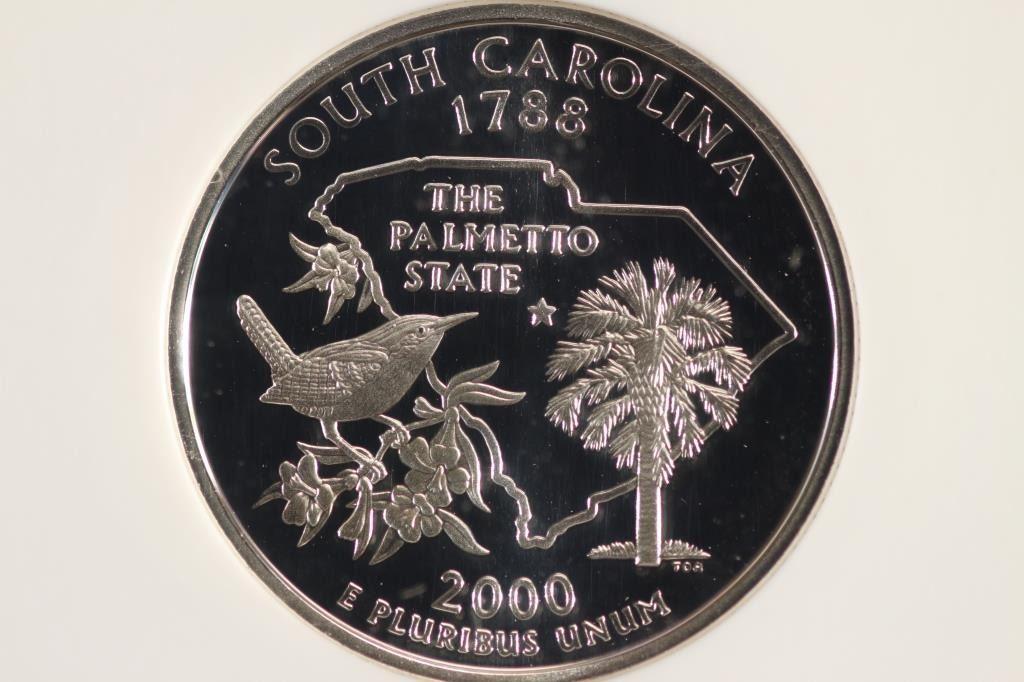 SOUTH CAROLINA
1788
THE
PALMETTO
STATE
2000
E PLURIBUS UNUM